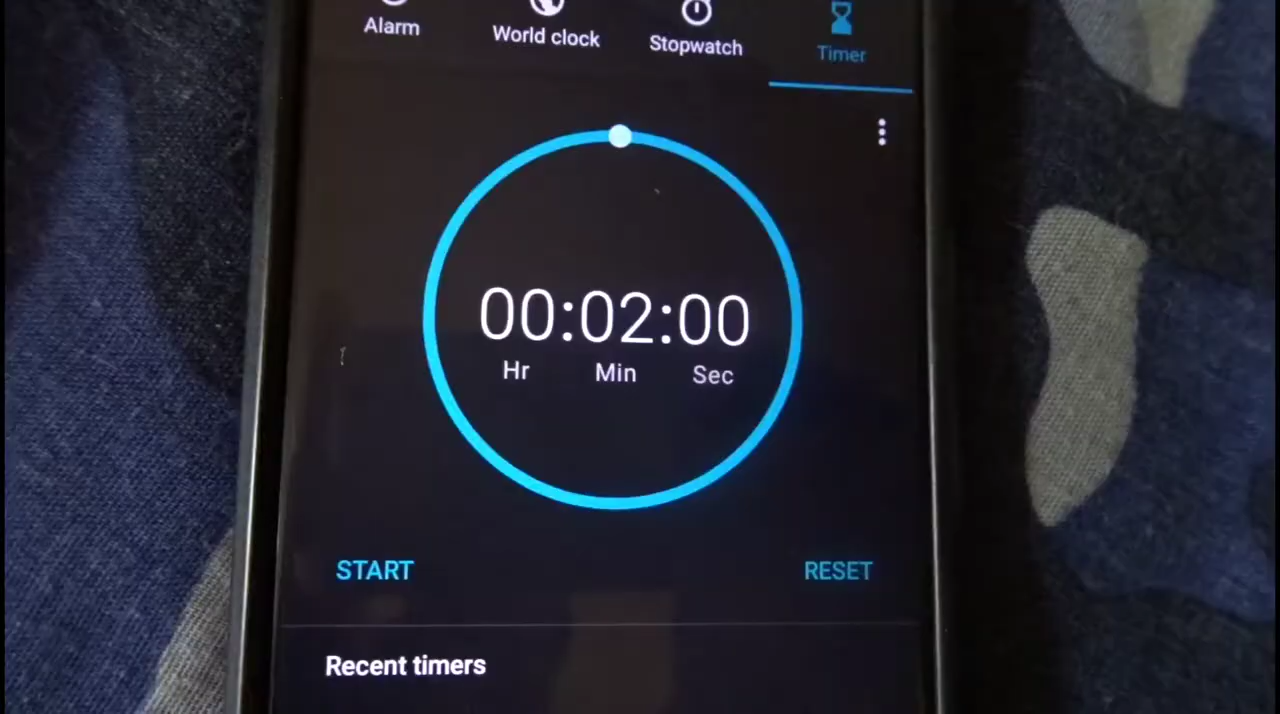 Alarm World clock Stopwatch Timer
00:02:00
Hr Min Sec
START RESET
Recent timers